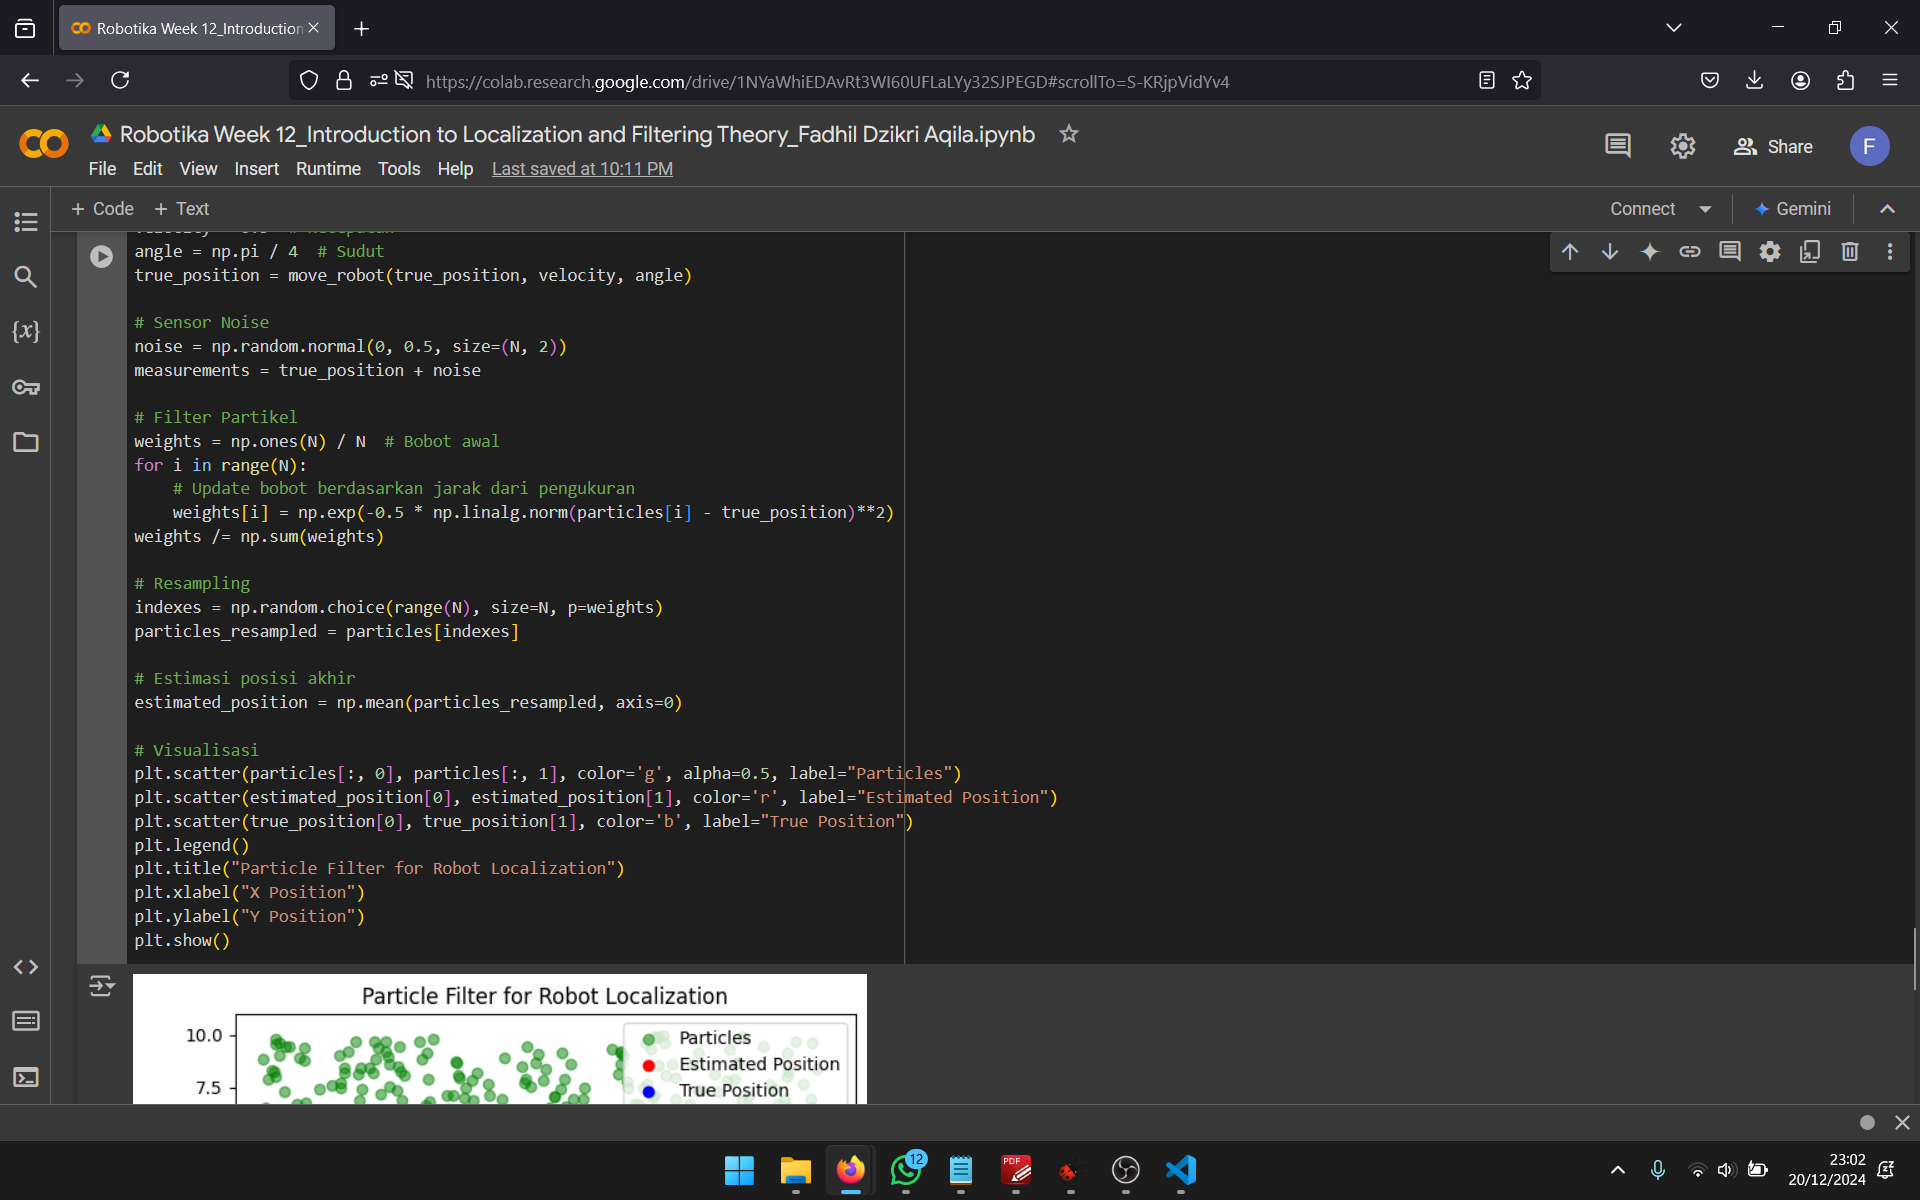 Robotika Week 12_Introduction
https://colab.research.google.com/drive/1NYaWhiEDAvRt3WI60UFLaLYy32SJPEGD#scrollTo=S-KRjpVidYv4
Robotika Week 12_Introduction to Localization and Filtering Theory_Fadhil Dzikri Aqila.ipynb
Share
F
File Edit View Insert Runtime Tools Help Last saved at 10:11 PM
+ Code + Text
Connect
Gemini
{x}
angle = np.pi / 4  # Sudut
true_position = move_robot(true_position, velocity, angle)
# Sensor Noise
noise = np.random.normal(0, 0.5, size=(N, 2))
measurements = true_position + noise
# Filter Partikel
weights = np.ones(N) / N  # Bobot awal
for i in range(N):
    # Update bobot berdasarkan jarak dari pengukuran
    weights[i] = np.exp(-0.5 * np.linalg.norm(particles[i] - true_position)**2)
weights /= np.sum(weights)
# Resampling
indexes = np.random.choice(range(N), size=N, p=weights)
particles_resampled = particles[indexes]
# Estimasi posisi akhir
estimated_position = np.mean(particles_resampled, axis=0)
# Visualisasi
plt.scatter(particles[:, 0], particles[:, 1], color='g', alpha=0.5, label="Particles")
plt.scatter(estimated_position[0], estimated_position[1], color='r', label="Estimated Position")
plt.scatter(true_position[0], true_position[1], color='b', label="True Position")
plt.legend()
plt.title("Particle Filter for Robot Localization")
plt.xlabel("X Position")
plt.ylabel("Y Position")
plt.show()
Particle Filter for Robot Localization
10.0
7.5
Particles
Estimated Position
True Position
12
PDF
23:02
20/12/2024